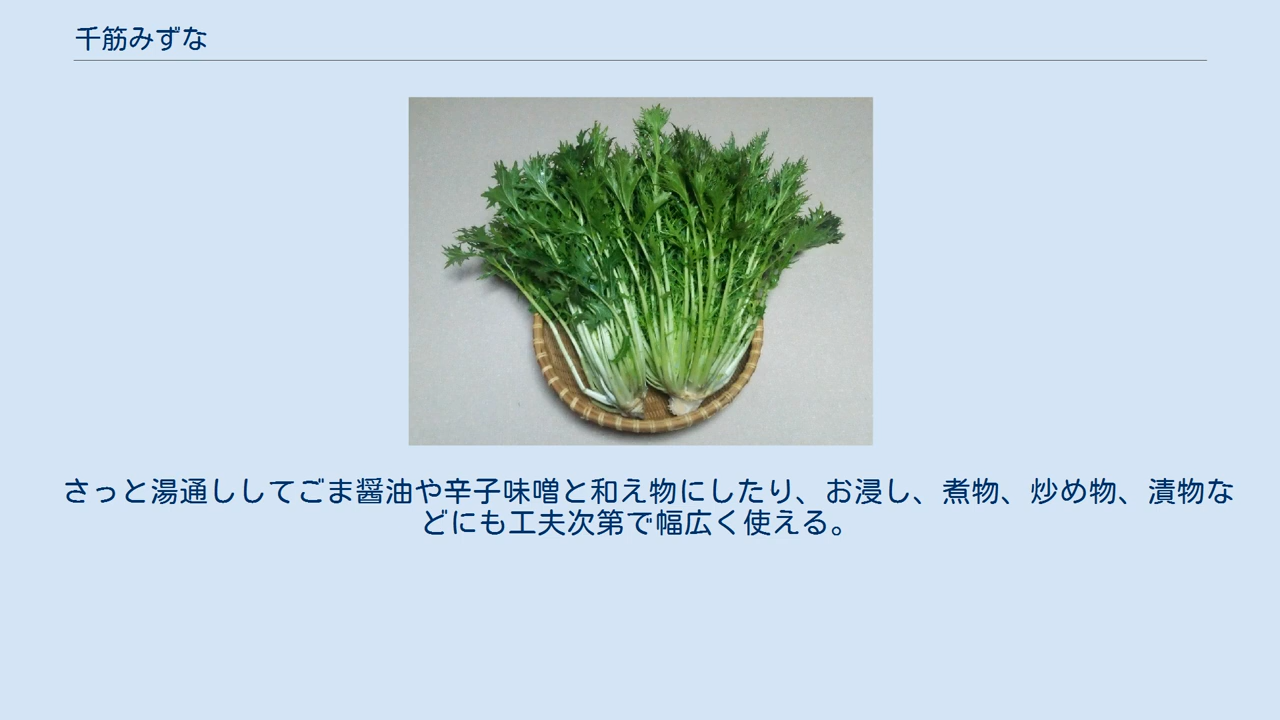 千筋みずな
さっと湯通ししてごま醤油や辛子味噌と和え物にしたり、お浸し、煮物、炒め物、漬物な
どにも工夫次第で幅広く使える。